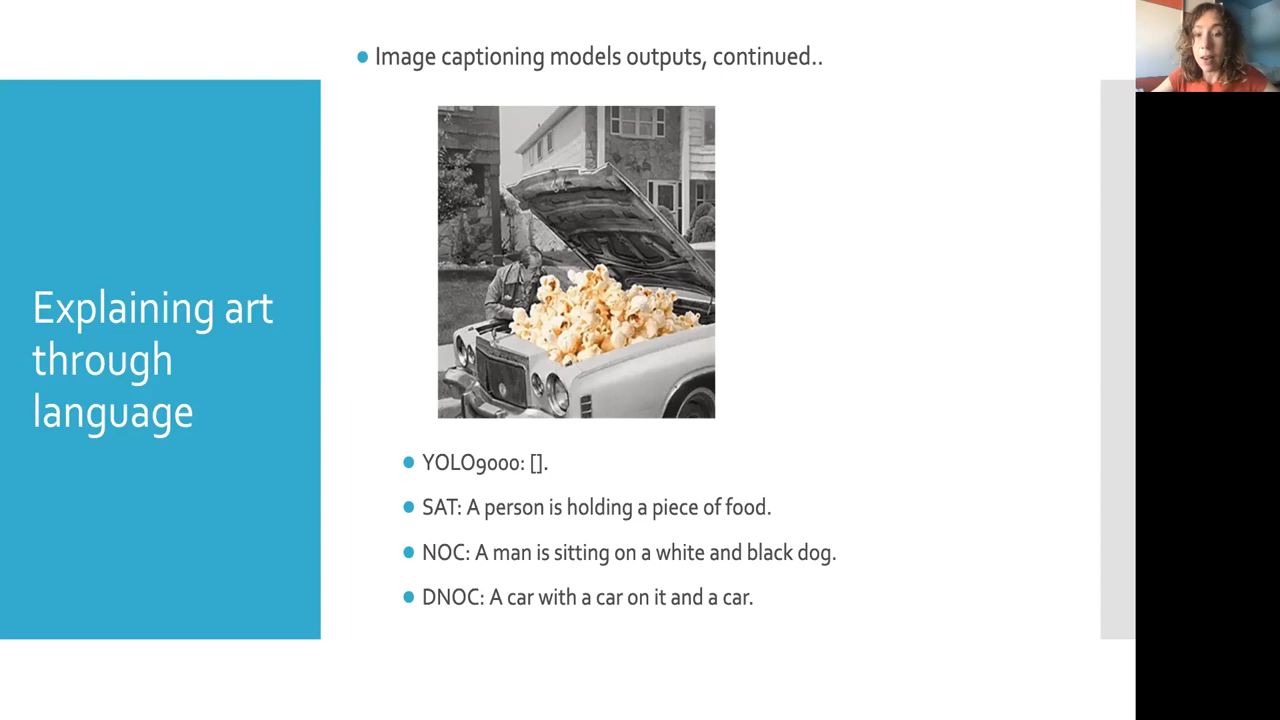 Image captioning models outputs, continued..
Explaining art
through
language
YOLO9000: [].
SAT: A person is holding a piece of food.
NOC: A man is sitting on a white and black dog.
DNOC: A car with a car on it and a car.